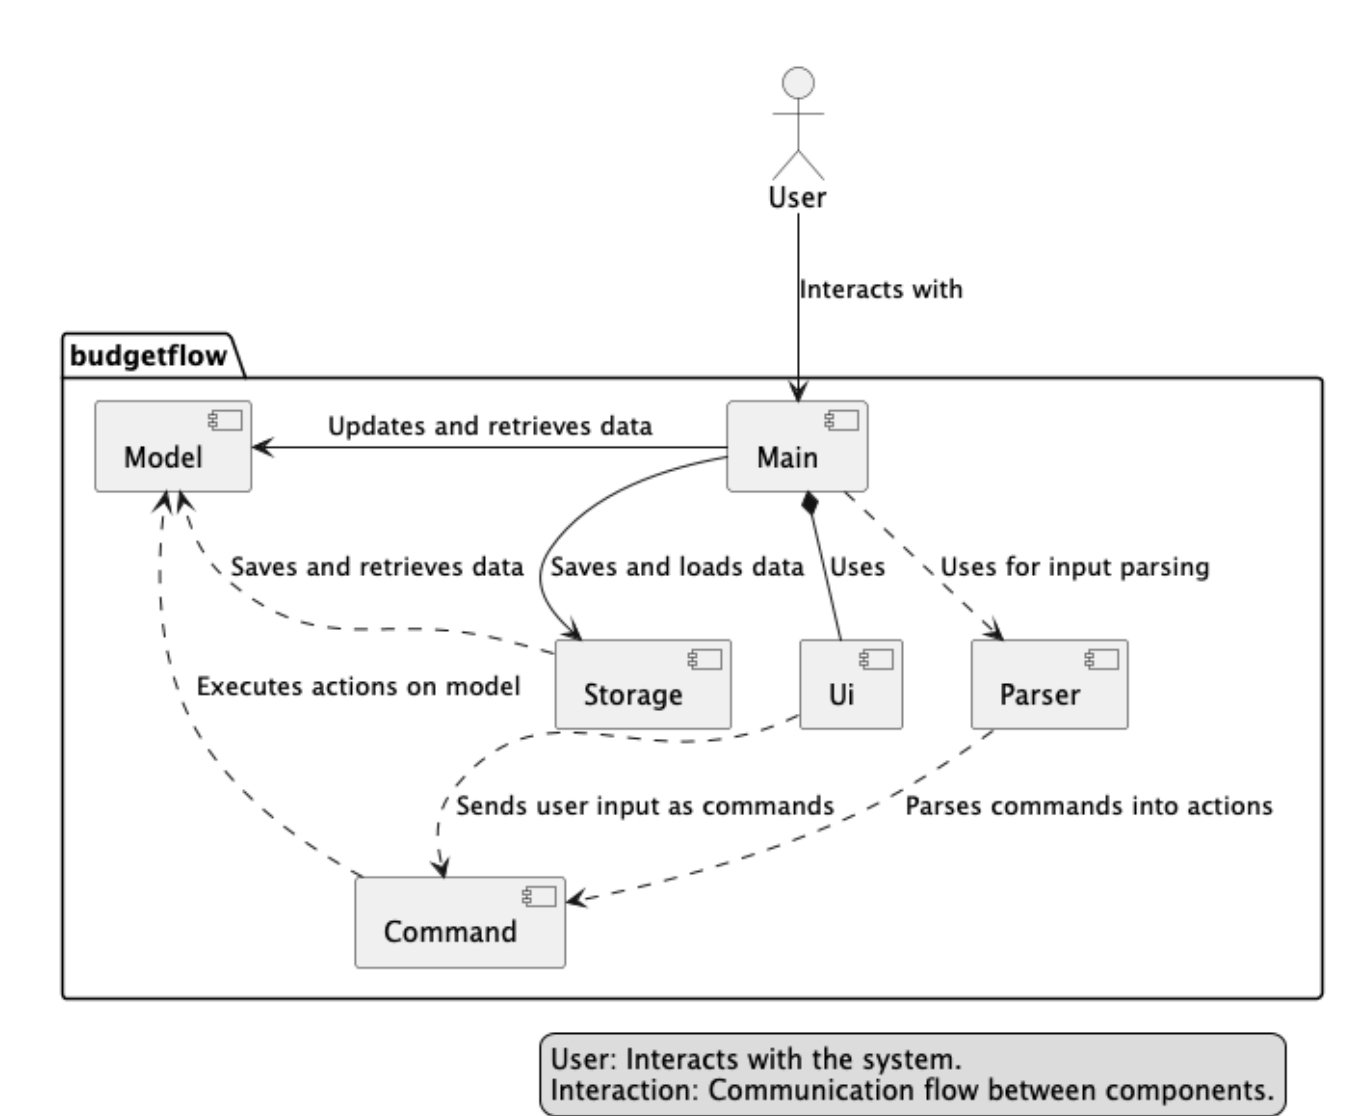 User
Interacts with
budgetflow
Model
Updates and retrieves data
Main
Saves and retrieves data
Saves and loads data
Uses
Uses for input parsing
Executes actions on model
Storage
Ui
Parser
Sends user input as commands
Parses commands into actions
Command
User: Interacts with the system.
Interaction: Communication flow between components.